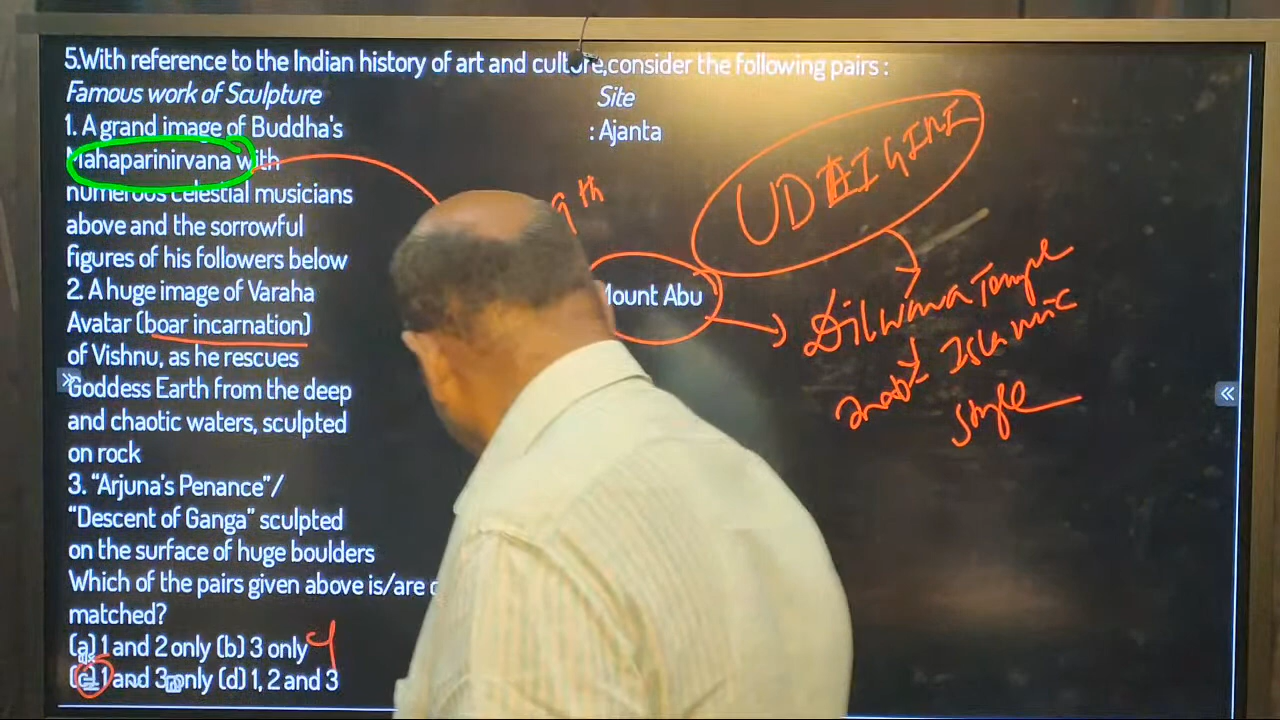 5.With reference to the Indian history of art and culture,consider the following pairs :
Famous work of Sculpture Site
1. A grand image of Buddha's : Ajanta
Mahaparinirvana with
numerous celestial musicians
above and the sorrowful
figures of his followers below
2. A huge image of Varaha Mount Abu
Avatar (boar incarnation)
of Vishnu, as he rescues
Goddess Earth from the deep
and chaotic waters, sculpted
on rock
3. “Arjuna's Penance”/
“Descent of Ganga” sculpted
on the surface of huge boulders
Which of the pairs given above is/are
matched?
(a) 1 and 2 only (b) 3 only
(c) 1 and 3 only (d) 1, 2 and 3
9th
Dilwara Temple
Islamic
style